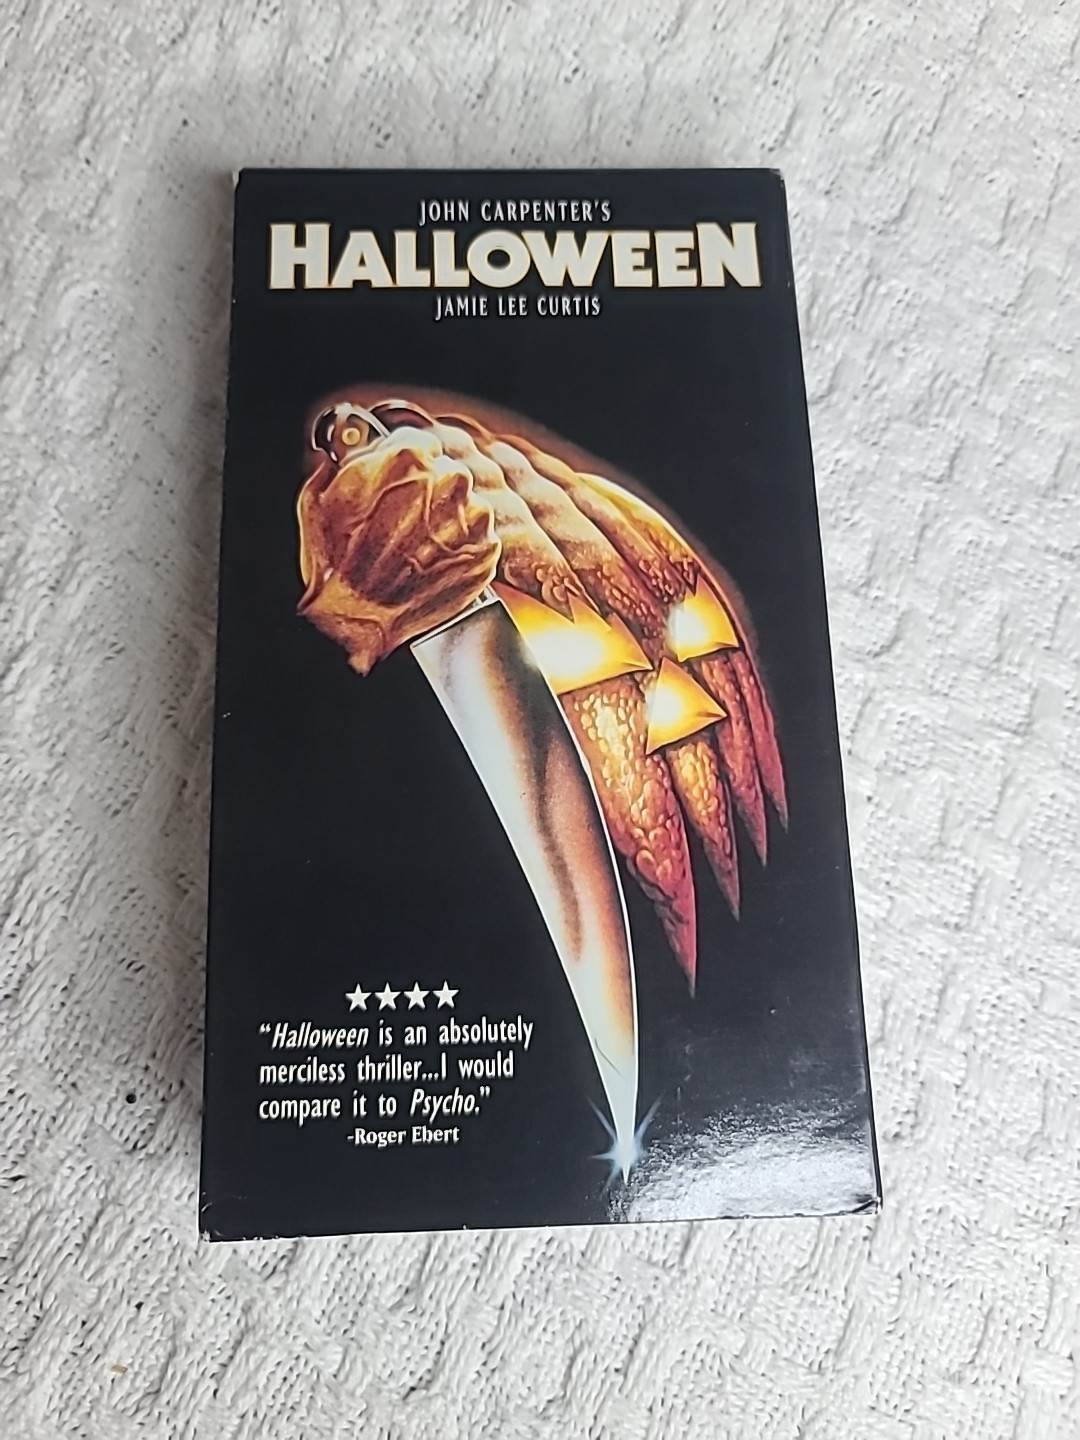 JOHN CARPENTER'S
HALLOWEEN
JAMIE LEE CURTIS
★★★★
"Halloween is an absolutely
merciless thriller...I would
compare it to Psycho."
-Roger Ebert